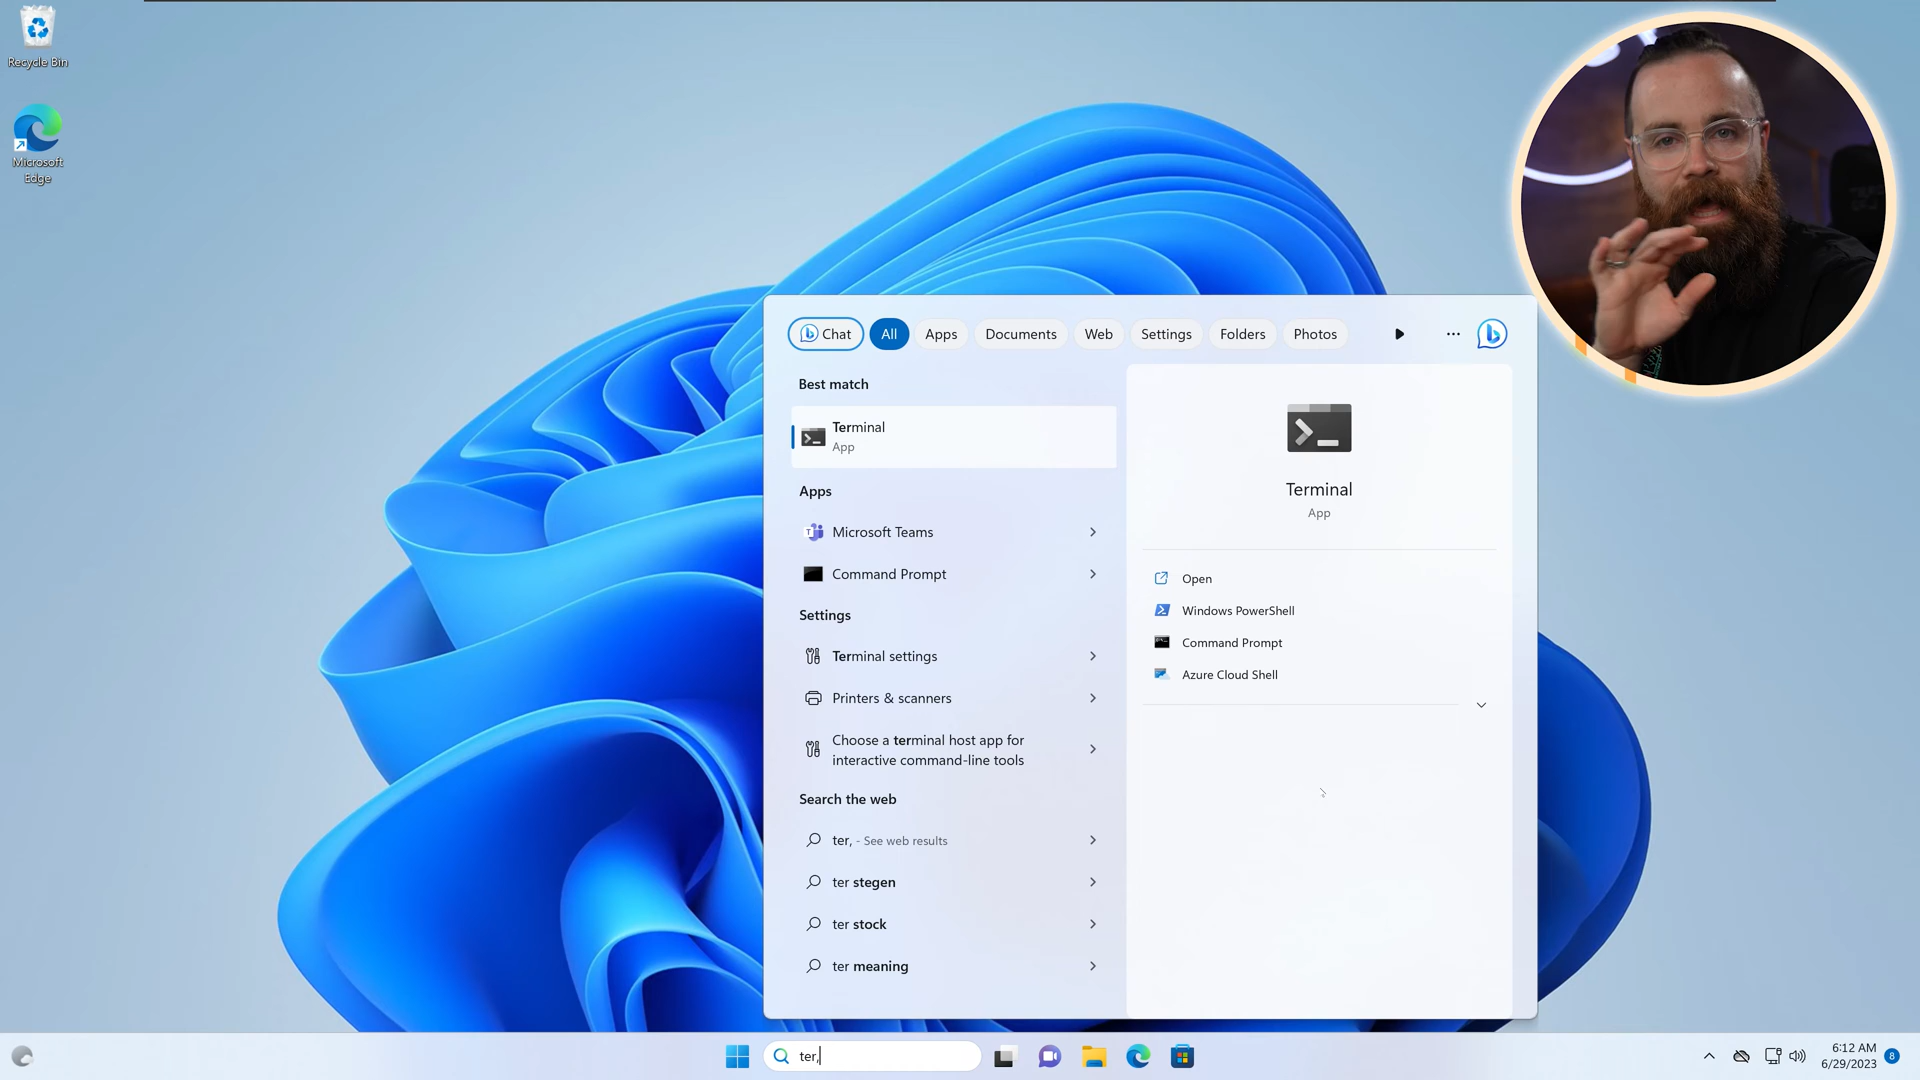 Recycle Bin
Microsoft
Edge
Chat
All
Apps
Documents
Web
Settings
Folders
Photos
Best match
Terminal
App
Apps
Microsoft Teams
Command Prompt
Settings
Terminal settings
Printers & scanners
Choose a terminal host app for
interactive command-line tools
Search the web
ter, - See web results
ter stegen
ter stock
ter meaning
Terminal
App
Open
Windows PowerShell
Command Prompt
Azure Cloud Shell
ter,
6:12 AM
6/29/2023
8